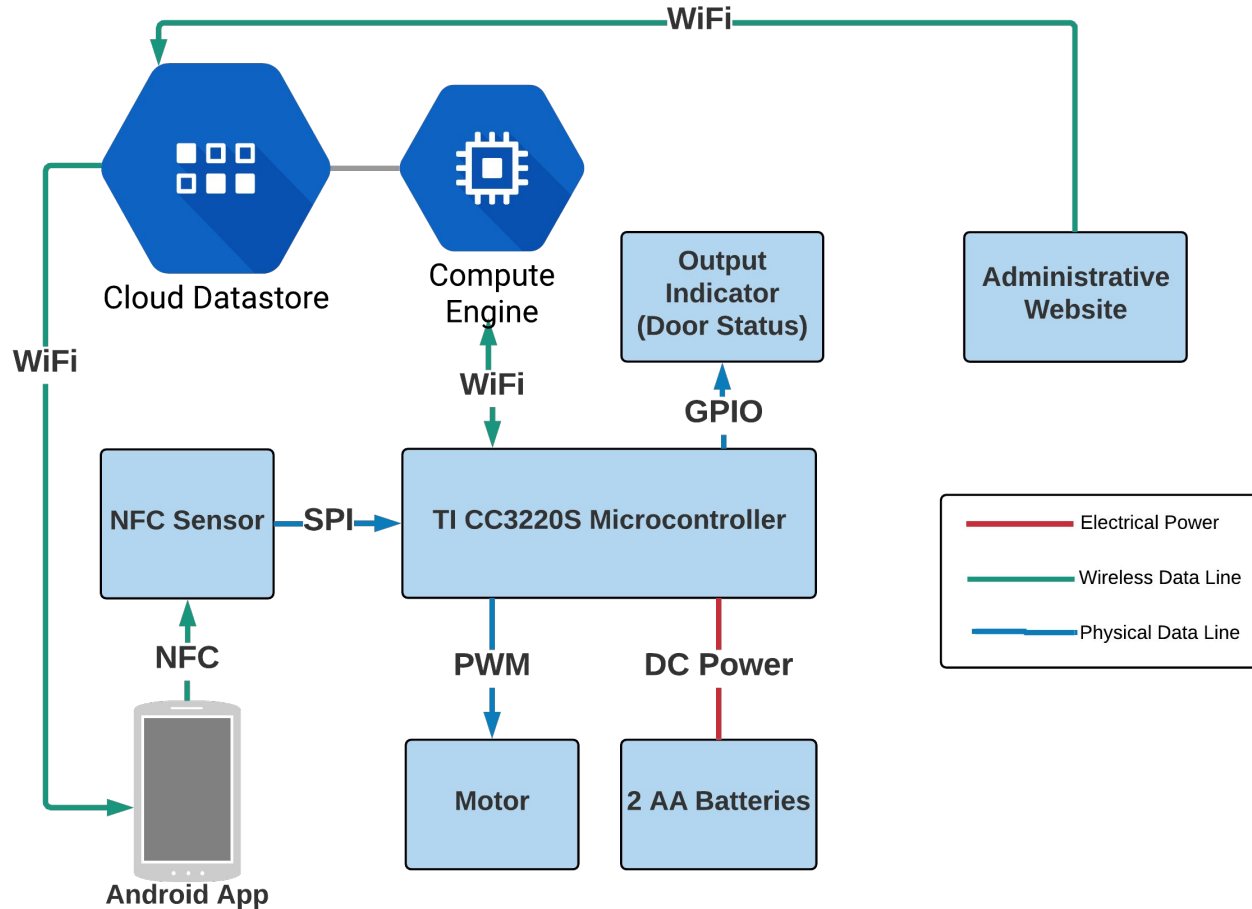 WiFi
Cloud Datastore
Compute
Engine
Output
Indicator
(Door Status)
Administrative
Website
WiFi
WiFi
GPIO
NFC Sensor
SPI
TI CC3220S Microcontroller
Electrical Power
Wireless Data Line
Physical Data Line
NFC
PWM
DC Power
Motor
2 AA Batteries
Android App